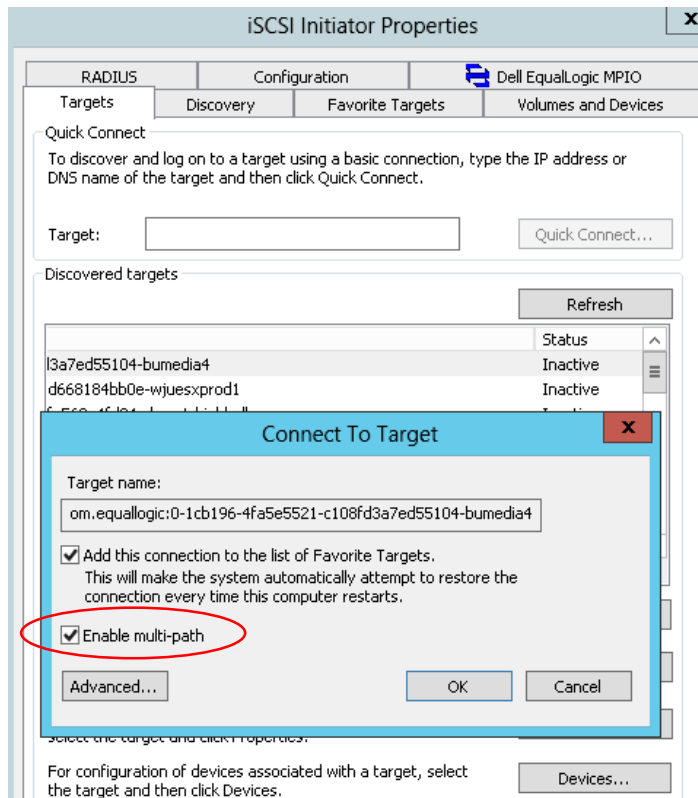 iSCSI Initiator Properties
x
RADIUS
Configuration
Dell EqualLogic MPIO
Targets
Discovery
Favorite Targets
Volumes and Devices
Quick Connect
To discover and log on to a target using a basic connection, type the IP address or
DNS name of the target and then click Quick Connect.
Target:
Quick Connect...
Discovered targets
Refresh
Status
l3a7ed55104-bumedia4
Inactive
d668184bb0e-wjuesxprod1
Inactive
Connect To Target
x
Target name:
om.equallogic:0-1cb196-4fa5e5521-c108fd3a7ed55104-bumedia4
Add this connection to the list of Favorite Targets.
This will make the system automatically attempt to restore the
connection every time this computer restarts.
Enable multi-path
Advanced...
OK
Cancel
select the target and click Properties.
For configuration of devices associated with a target, select
the target and then click Devices.
Devices...